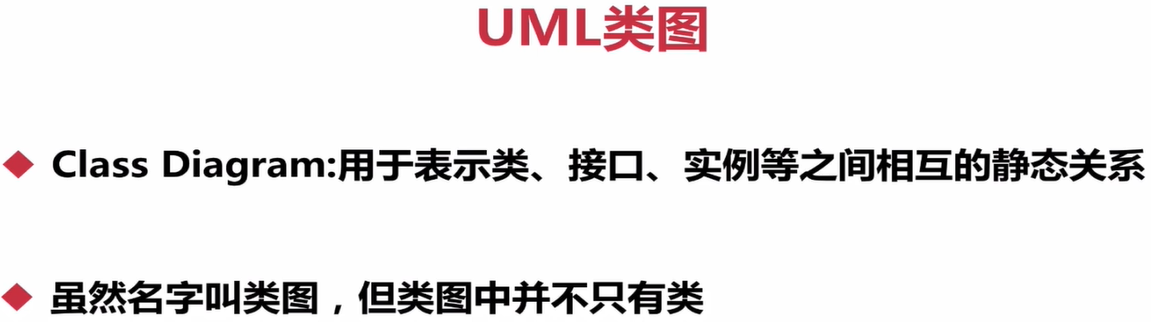 UML类图
Class Diagram:用于表示类、接口、实例等之间相互的静态关系
虽然名字叫类图，但类图中并不只有类